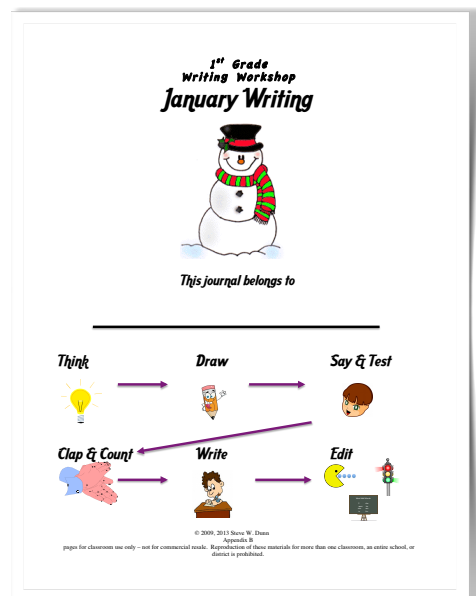 1st Grade
Writing Workshop
January Writing
This journal belongs to
Think
Draw
Say & Test
Clap & Count
Write
Edit
© 2009, 2013 Steve W. Dunn
Appendix B
pages for classroom use only – not for commercial resale.  Reproduction of these materials for more than one classroom, an entire school, or
district is prohibited.